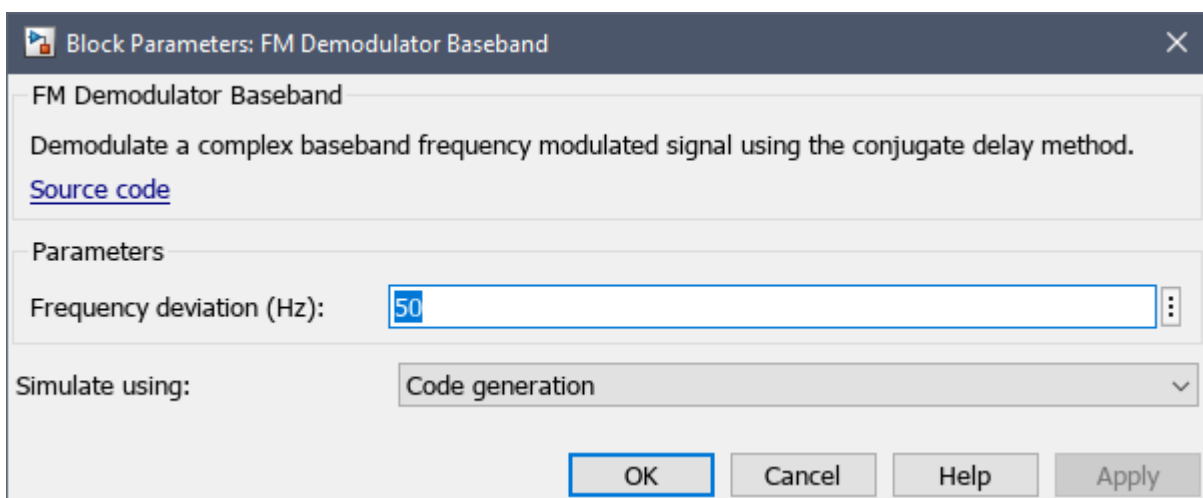 Block Parameters: FM Demodulator Baseband
FM Demodulator Baseband
Demodulate a complex baseband frequency modulated signal using the conjugate delay method.
Source code
Parameters
Frequency deviation (Hz): 50
Simulate using: Code generation
OK Cancel Help Apply